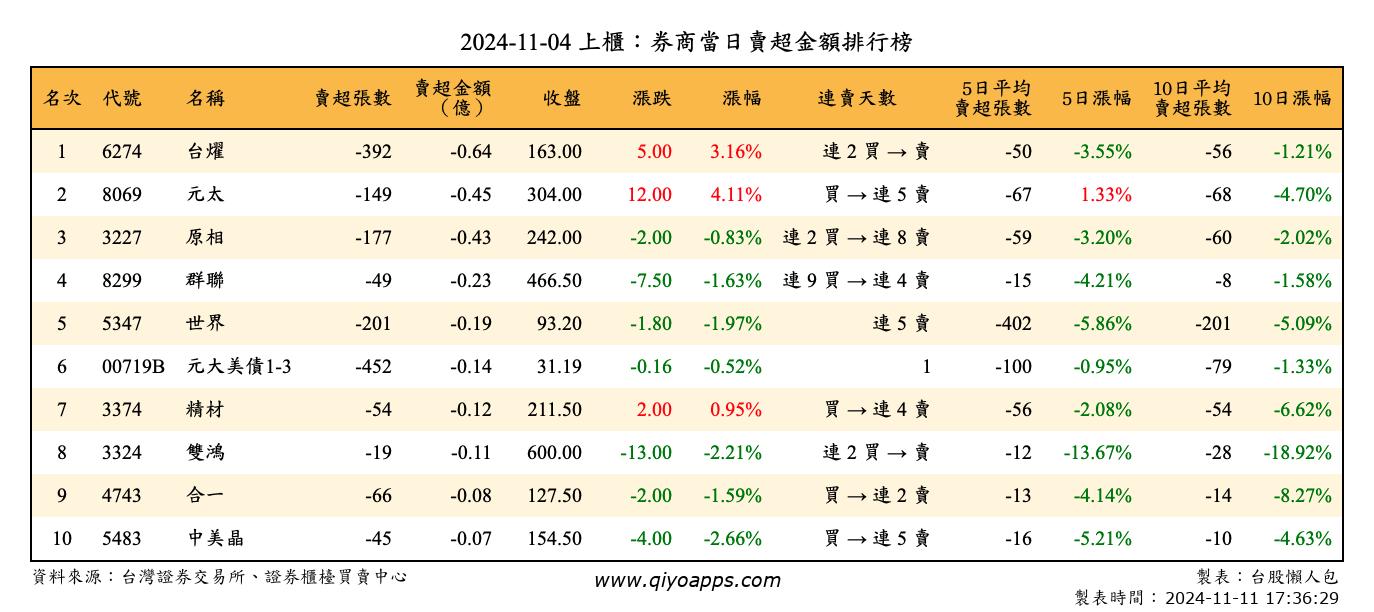 2024-11-04 上櫃：券商當日賣超金額排行榜
名次 代號 名稱 賣超張數 賣超金額（億） 收盤 漲跌 漲幅 連賣天數 5日平均賣超張數 5日漲幅 10日平均賣超張數 10日漲幅
1 6274 台燿 -392 -0.64 163.00 5.00 3.16% 連 2 買 → 賣 -50 -3.55% -56 -1.21%
2 8069 元太 -149 -0.45 304.00 12.00 4.11% 買 → 連 5 賣 -67 1.33% -68 -4.70%
3 3227 原相 -177 -0.43 242.00 -2.00 -0.83% 連 2 買 → 連 8 賣 -59 -3.20% -60 -2.02%
4 8299 群聯 -49 -0.23 466.50 -7.50 -1.63% 連 9 買 → 連 4 賣 -15 -4.21% -8 -1.58%
5 5347 世界 -201 -0.19 93.20 -1.80 -1.97% 連 5 賣 -402 -5.86% -201 -5.09%
6 00719B 元大美債1-3 -452 -0.14 31.19 -0.16 -0.52% 1 -100 -0.95% -79 -1.33%
7 3374 精材 -54 -0.12 211.50 2.00 0.95% 買 → 連 4 賣 -56 -2.08% -54 -6.62%
8 3324 雙鴻 -19 -0.11 600.00 -13.00 -2.21% 連 2 買 → 賣 -12 -13.67% -28 -18.92%
9 4743 合一 -66 -0.08 127.50 -2.00 -1.59% 買 → 連 2 賣 -13 -4.14% -14 -8.27%
10 5483 中美晶 -45 -0.07 154.50 -4.00 -2.66% 買 → 連 5 賣 -16 -5.21% -10 -4.63%
資料來源：台灣證券交易所、證券櫃檯買賣中心 www.qiyoapps.com 製表：台股懶人包
製表時間：2024-11-11 17:36:29